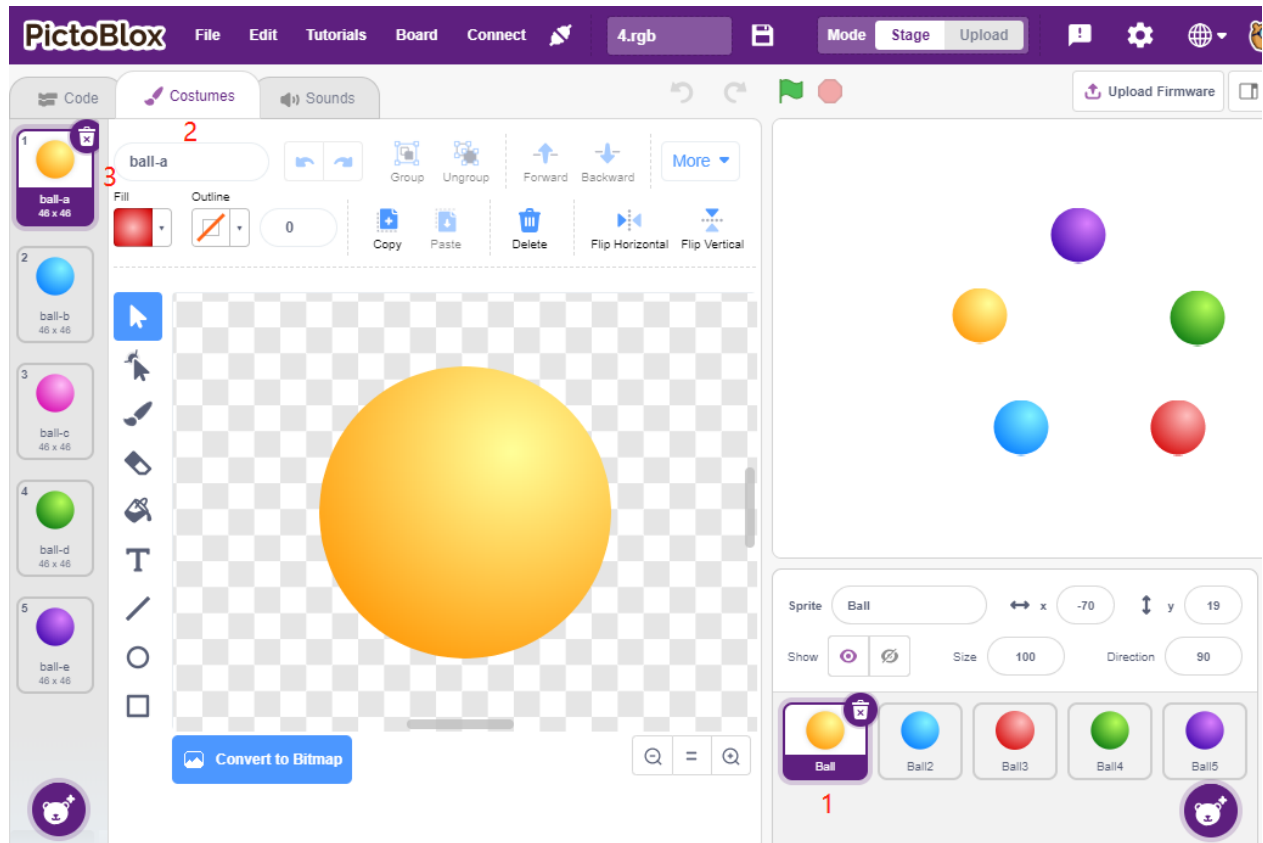 PictoBlox File Edit Tutorials Board Connect 4.rgb Mode Stage Upload
Code Costumes Sounds Upload Firmware
2
1
ball-a
46 x 46
2
ball-b
46 x 46
3
ball-c
46 x 46
4
ball-d
46 x 46
5
ball-e
46 x 46
3
ball-a Group Ungroup Forward Backward More
Fill Outline
0 Copy Paste Delete Flip Horizontal Flip Vertical
T
Convert to Bitmap
=
Sprite Ball x -70 y 19
Show Size 100 Direction 90
Ball Ball2 Ball3 Ball4 Ball5
1